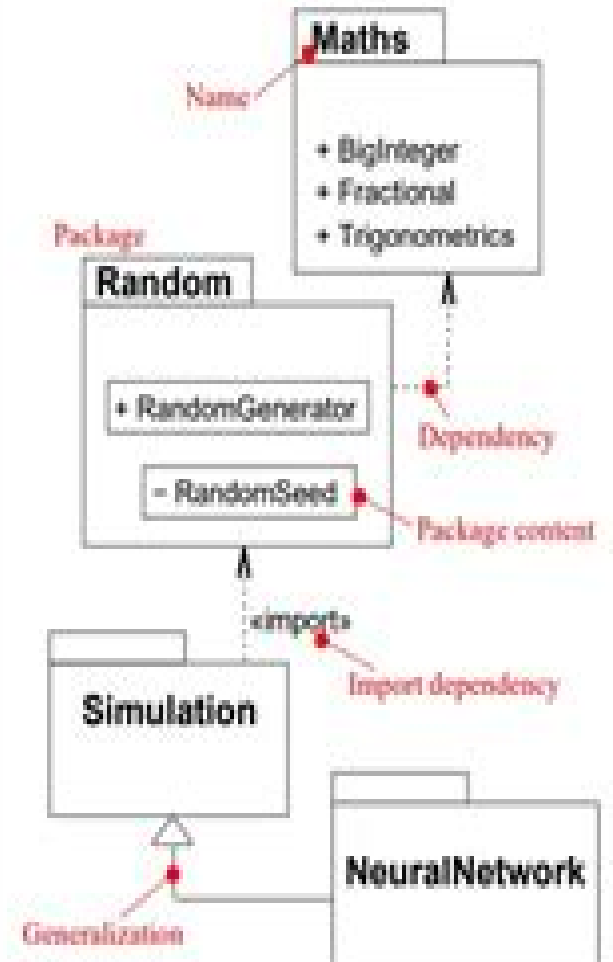 Maths
Name
+ BigInteger
+ Fractional
+ Trigonometrics
Package
Random
+ RandomGenerator
Dependency
- RandomSeed
Package content
«import»
Import dependency
Simulation
NeuralNetwork
Generalization